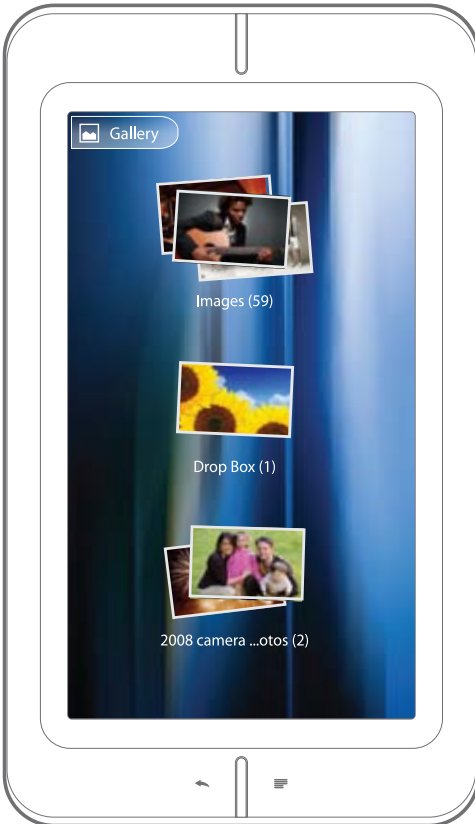 Gallery
Images (59)
Drop Box (1)
2008 camera ...otos (2)